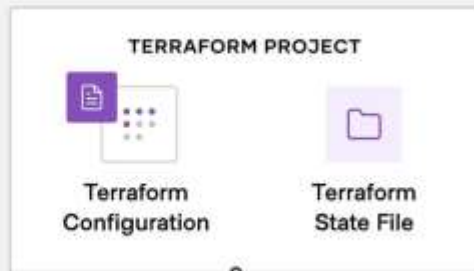 TERRAFORM PROJECT
Terraform
Configuration
Terraform
State File